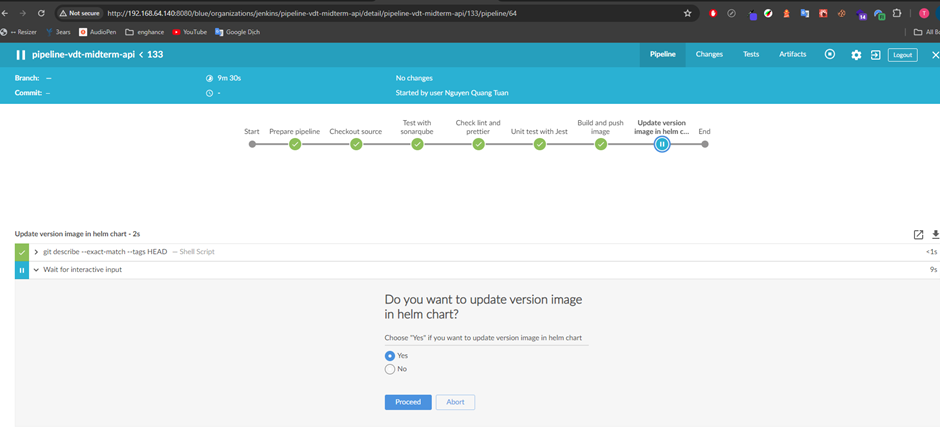 Not secure http://192.168.64.140:8080/blue/organizations/jenkins/pipeline-vdt-midterm-api/detail/pipeline-vdt-midterm-api/133/pipeline/64
Resizer 3ears AudioPen enghance YouTube Google Dịch All Bo
pipeline-vdt-midterm-api < 133 Pipeline Changes Tests Artifacts Logout
Branch: — 9m 30s No changes
Commit: – - Started by user Nguyen Quang Tuan
Start
Prepare pipeline
Checkout source
Test with
sonarqube
Check lint and
prettier
Unit test with Jest
Build and push
image
Update version
image in helm c...
End
Update version image in helm chart - 2s
git describe --exact-match --tags HEAD — Shell Script <1s
Wait for interactive input 9s
Do you want to update version image
in helm chart?
Choose "Yes" if you want to update version image in helm chart
Yes
No
Proceed Abort